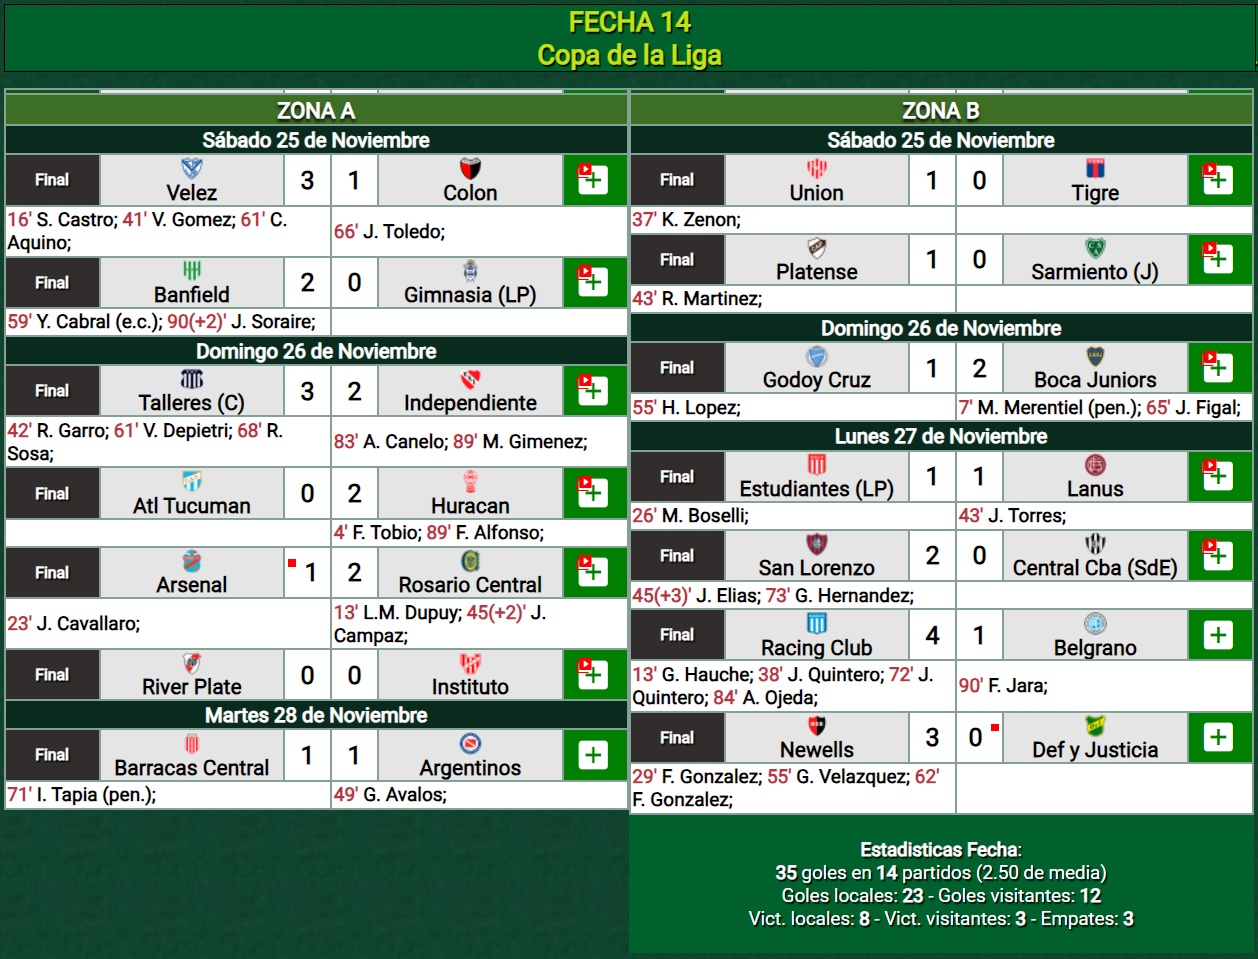 FECHA 14
Copa de la Liga
ZONA A
Sábado 25 de Noviembre
Final Velez 3 1 Colon
16' S. Castro; 41' V. Gomez; 61' C.
Aquino;
66' J. Toledo;
Final Banfield 2 0 Gimnasia (LP)
59' Y. Cabral (e.c.); 90(+2)' J. Soraire;
Domingo 26 de Noviembre
Final Talleres (C) 3 2 Independiente
42' R. Garro; 61' V. Depietri; 68' R.
Sosa;
83' A. Canelo; 89' M. Gimenez;
Final Atl Tucuman 0 2 Huracan
4' F. Tobio; 89' F. Alfonso;
Final Arsenal 1 2 Rosario Central
23' J. Cavallaro;
13' L.M. Dupuy; 45(+2)' J.
Campaz;
Final River Plate 0 0 Instituto
Martes 28 de Noviembre
Final Barracas Central 1 1 Argentinos
71' I. Tapia (pen.);
49' G. Avalos;
ZONA B
Sábado 25 de Noviembre
Final Union 1 0 Tigre
37' K. Zenon;
Final Platense 1 0 Sarmiento (J)
43' R. Martinez;
Domingo 26 de Noviembre
Final Godoy Cruz 1 2 Boca Juniors
55' H. Lopez;
7' M. Merentiel (pen.); 65' J. Figal;
Lunes 27 de Noviembre
Final Estudiantes (LP) 1 1 Lanus
26' M. Boselli;
43' J. Torres;
Final San Lorenzo 2 0 Central Cba (SdE)
45(+3)' J. Elias; 73' G. Hernandez;
Final Racing Club 4 1 Belgrano
13' G. Hauche; 38' J. Quintero; 72' J.
Quintero; 84' A. Ojeda;
90' F. Jara;
Final Newells 3 0 Def y Justicia
29' F. Gonzalez; 55' G. Velazquez; 62'
F. Gonzalez;
Estadisticas Fecha:
35 goles en 14 partidos (2.50 de media)
Goles locales: 23 - Goles visitantes: 12
Vict. locales: 8 - Vict. visitantes: 3 - Empates: 3